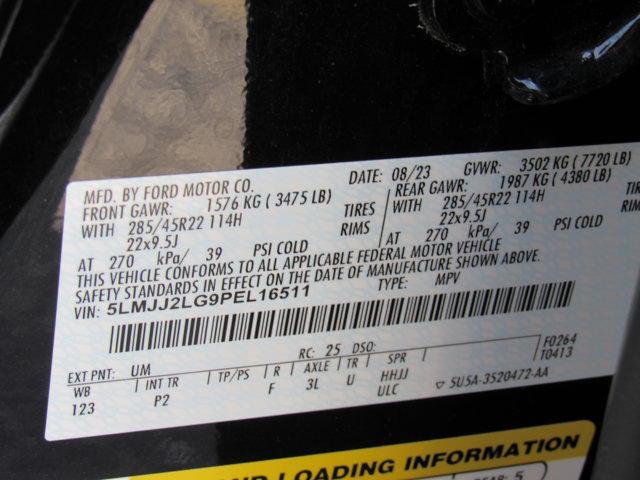 MFD. BY FORD MOTOR CO.
DATE: 08/23 GVWR: 3502 KG ( 7720 LB)
FRONT GAWR: 1576 KG ( 3475 LB) REAR GAWR: 1987 KG ( 4380 LB)
WITH 285/45R22 114H TIRES WITH 285/45R22 114H
22x9.5J RIMS 22x9.5J
AT 270 kPa/ 39 PSI COLD AT 270 kPa/ 39 PSI COLD
THIS VEHICLE CONFORMS TO ALL APPLICABLE FEDERAL MOTOR VEHICLE
SAFETY STANDARDS IN EFFECT ON THE DATE OF MANUFACTURE SHOWN ABOVE.
VIN: 5LMJJ2LG9PEL16511 TYPE: MPV
EXT PNT: UM RC: 25 DSO: F0264
T0413
WB INT TR TP/PS R AXLE TR SPR
123 P2 F 3L U HHJJ
ULC 5U5A-3520472-AA
LOADING INFORMATION